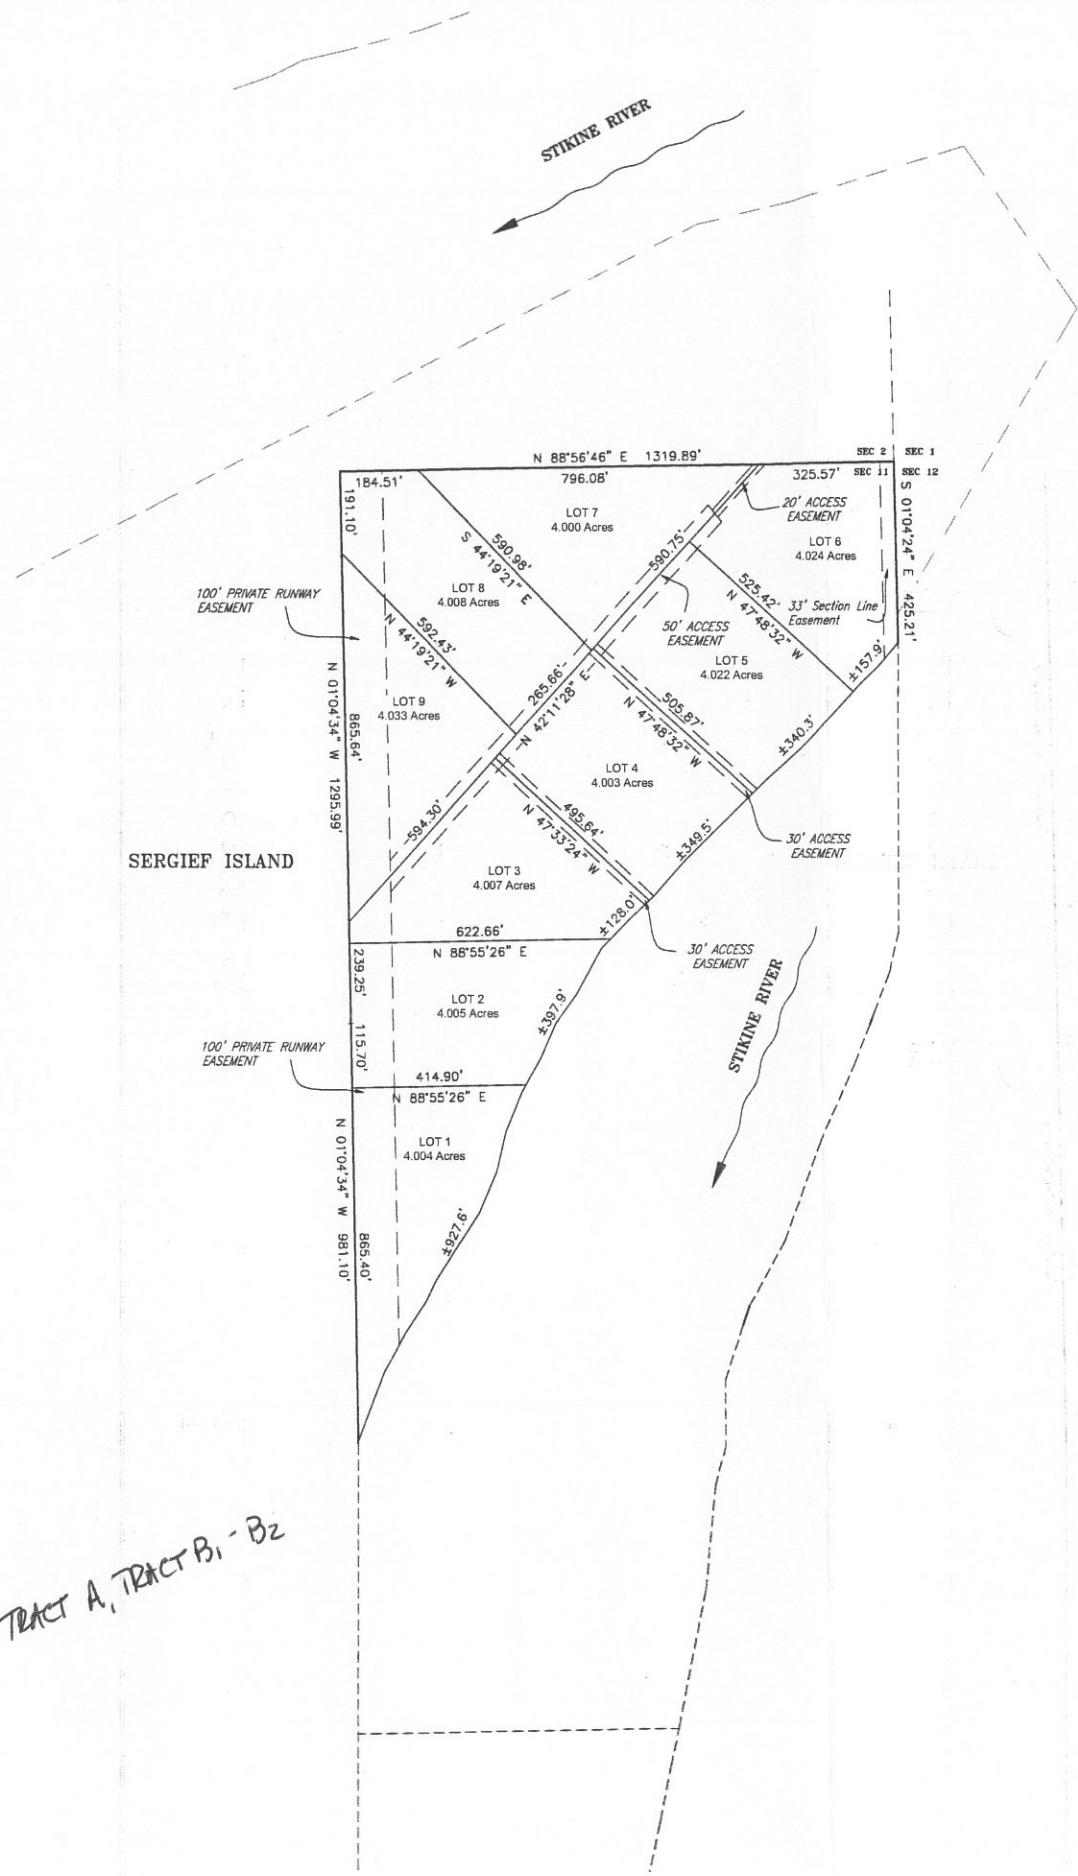 STIKINE RIVER
N 88°56'46" E 1319.89'
SEC 2 SEC 1
SEC 11 SEC 12
184.51'
796.08'
325.57'
191.10'
LOT 7
4.000 Acres
20' ACCESS
EASEMENT
S 01°04'24" E 425.21'
590.98'
S 44°19'21" E
590.75'
LOT 6
4.024 Acres
LOT 8
4.008 Acres
100' PRIVATE RUNWAY
EASEMENT
592.43'
N 44°19'21" W
525.42'
N 47°48'32" W
33' Section Line
Easement
50' ACCESS
EASEMENT
LOT 5
4.022 Acres
±157.9'
265.66'
N 42°11'28" E
505.87'
N 47°48'32" W
±340.3'
N 01°04'34" W 1295.99'
865.64'
LOT 9
4.033 Acres
LOT 4
4.003 Acres
594.30'
495.64'
N 47°33'24" W
±349.5'
30' ACCESS
EASEMENT
SERGIEF ISLAND
LOT 3
4.007 Acres
±128.0'
622.66'
N 88°55'26" E
30' ACCESS
EASEMENT
239.25'
LOT 2
4.005 Acres
±397.9'
STIKINE RIVER
115.70'
100' PRIVATE RUNWAY
EASEMENT
414.90'
N 88°55'26" E
LOT 1
4.004 Acres
N 01°04'34" W 981.10'
865.40'
±927.6'
TRACT A, TRACT B1 - B2